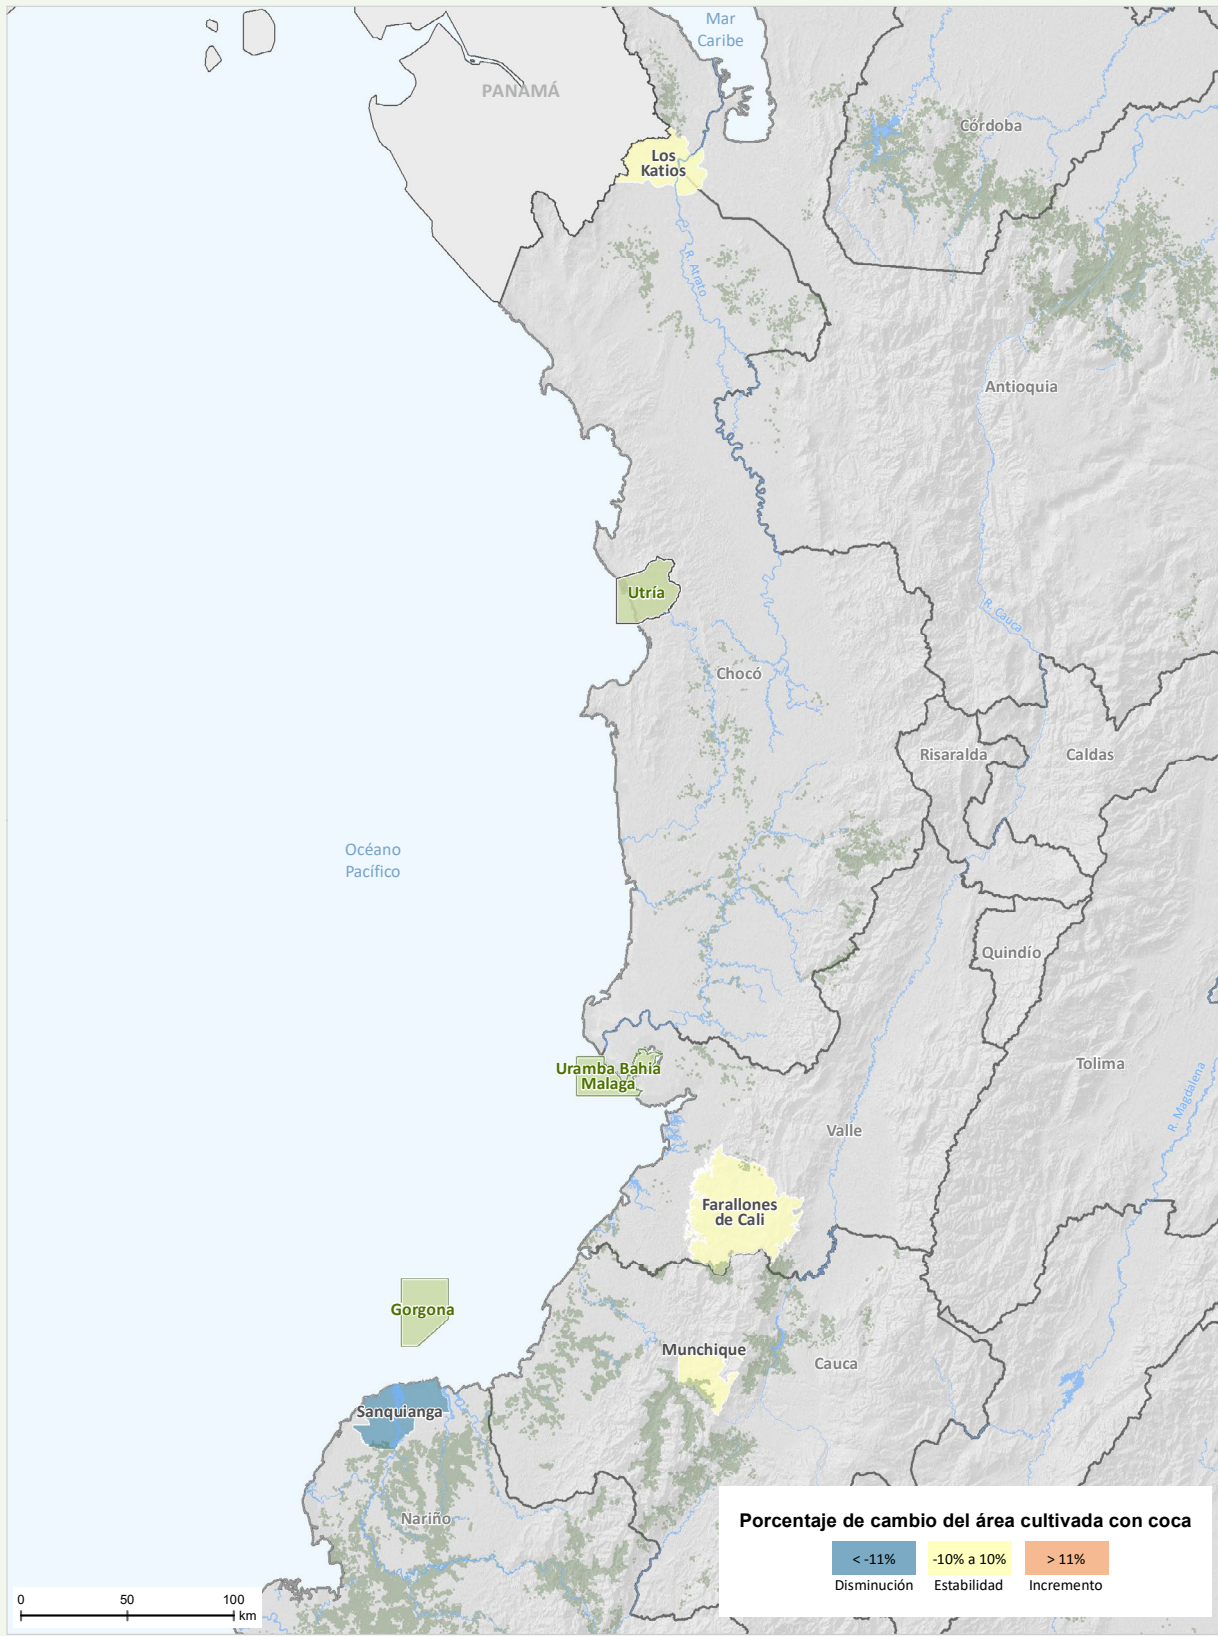 Mar
Caribe
PANAMÁ
Córdoba
Los
Katios
R. Atrato
Antioquia
Utría
R. Cauca
Chocó
Risaralda
Caldas
Océano
Pacífico
Quindío
Tolima
Uramba Bahia
Malaga
R. Magdalena
Valle
Farallones
de Cali
Gorgona
Munchique
Cauca
Sanquianga
Nariño
Porcentaje de cambio del área cultivada con coca
< -11%
-10% a 10%
> 11%
Disminución
Estabilidad
Incremento
0
50
100
km